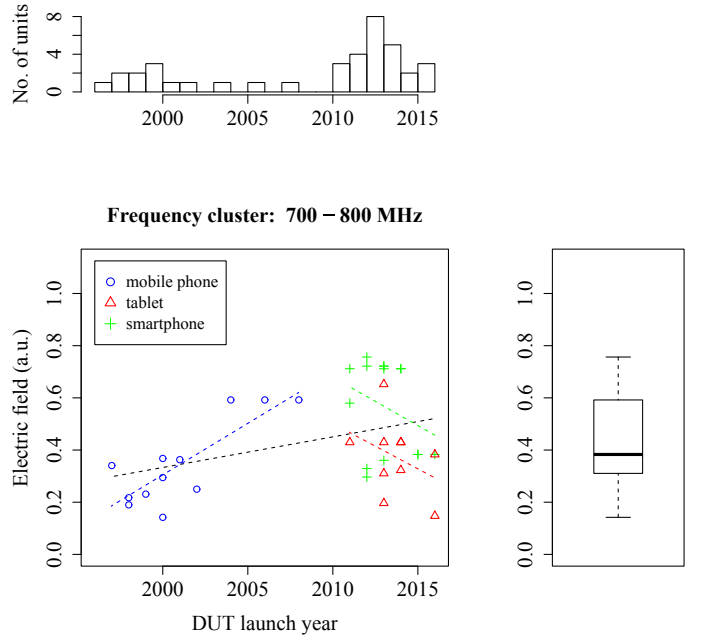 No. of units
0
4
8
2000 2005 2010 2015
Frequency cluster: 700 − 800 MHz
Electric field (a.u.)
0.0 0.2 0.4 0.6 0.8 1.0
mobile phone
tablet
smartphone
2000 2005 2010 2015
DUT launch year
0.0 0.2 0.4 0.6 0.8 1.0